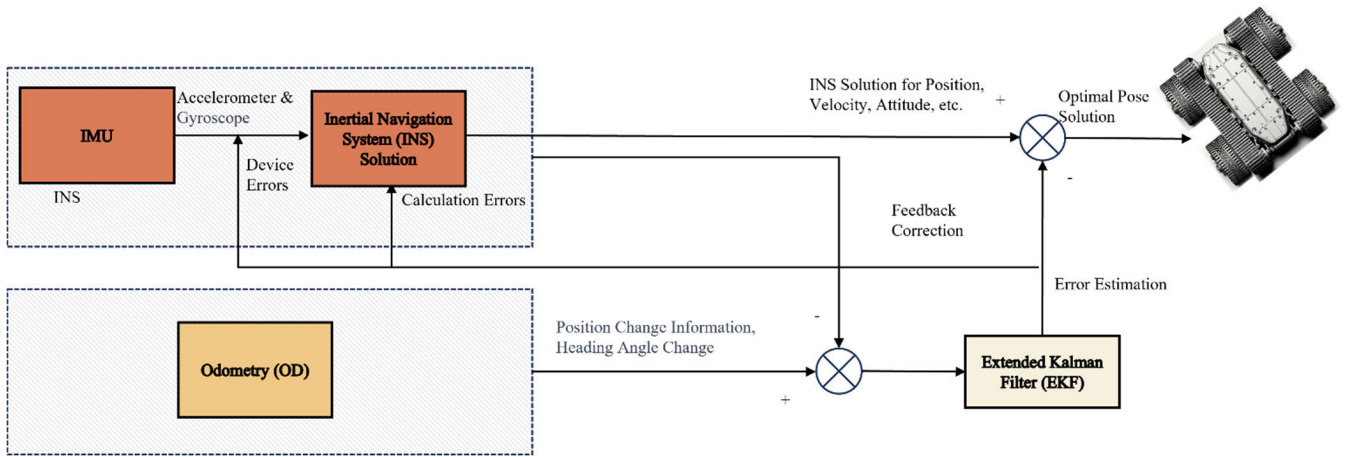 INS Solution for Position,
Velocity, Attitude, etc.
+
Optimal Pose
Solution
Accelerometer &
Gyroscope
IMU
Inertial Navigation
System (INS)
Solution
Device
Errors
-
INS
Calculation Errors
Feedback
Correction
Error Estimation
-
Position Change Information,
Heading Angle Change
Odometry (OD)
Extended Kalman
Filter (EKF)
+